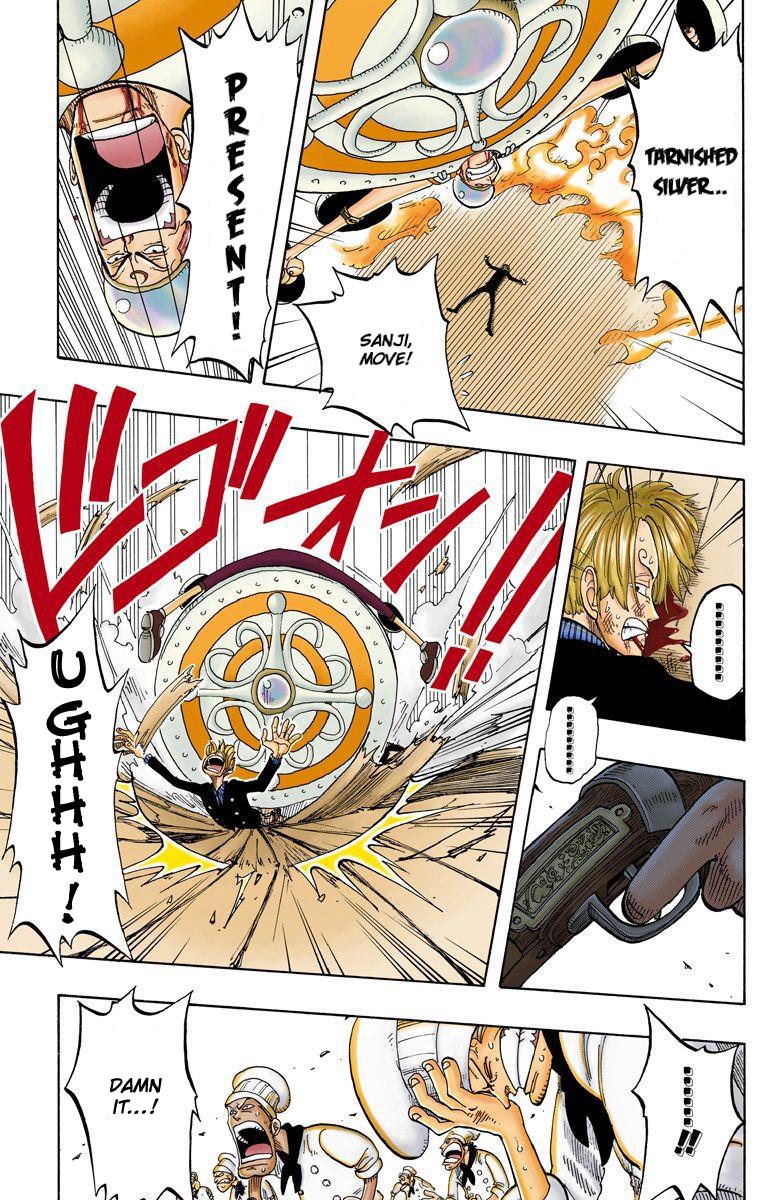 TARNISHED
SILVER...
SANJI,
MOVE!
PRESENT!
ドゴオン!!
UGHHH!
DAMN
IT...!